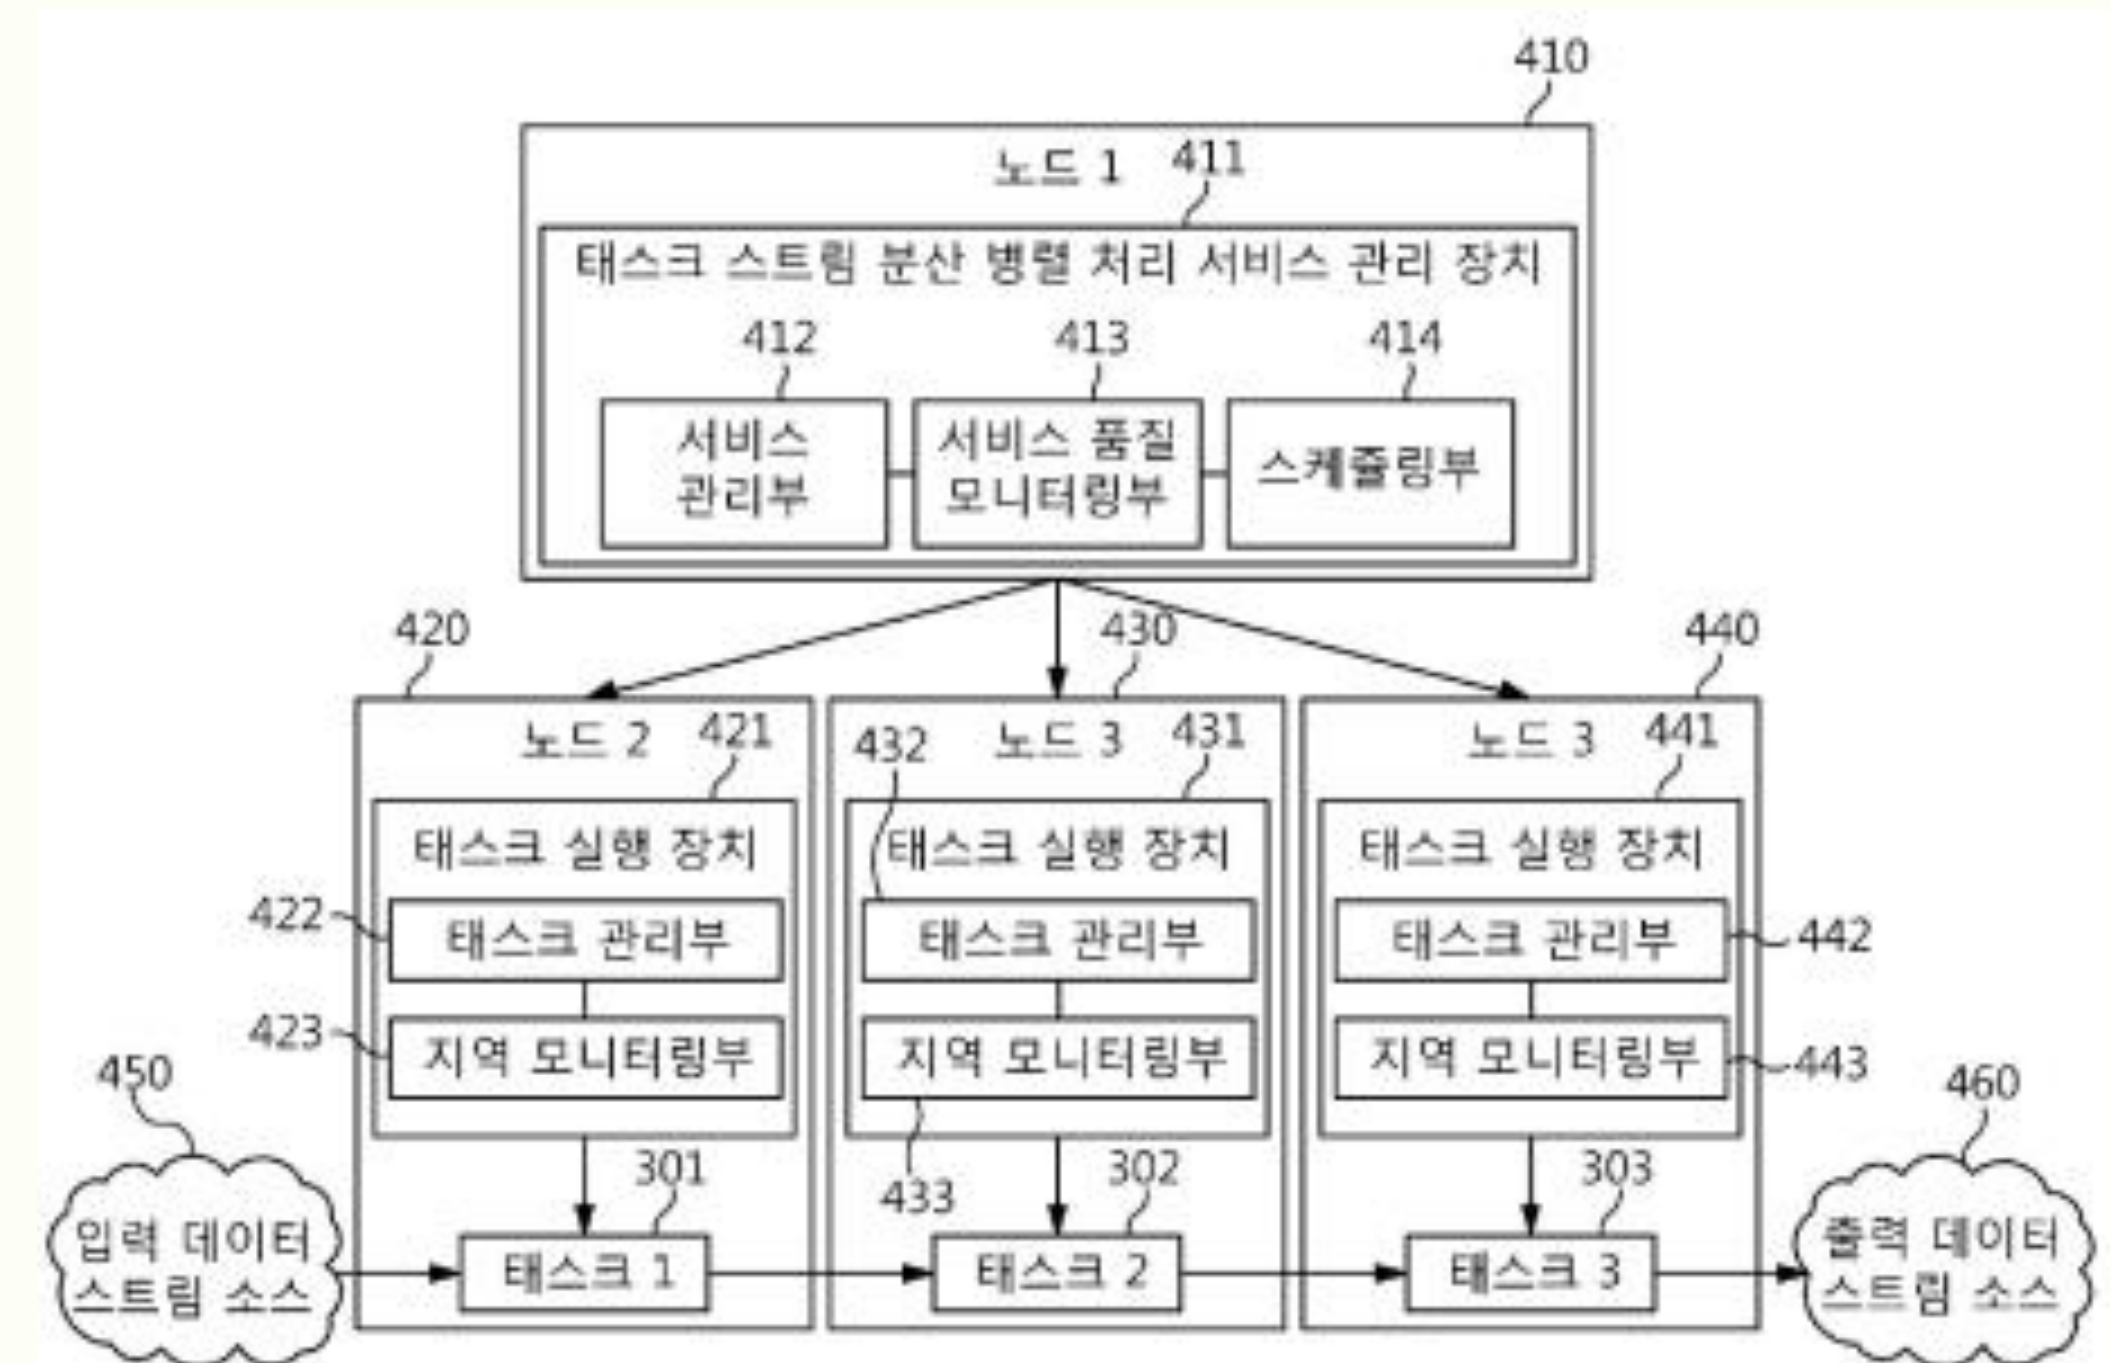 410
노드 1
411
태스크 스트림 분산 병렬 처리 서비스 관리 장치
412
413
414
서비스
관리부
서비스 품질
모니터링부
스케쥴링부
420
430
440
노드 2
421
432
노드 3
431
노드 3
441
태스크 실행 장치
태스크 실행 장치
태스크 실행 장치
422
태스크 관리부
태스크 관리부
태스크 관리부
442
423
지역 모니터링부
지역 모니터링부
지역 모니터링부
443
450
460
301
433
302
303
입력 데이터
스트림 소스
태스크 1
태스크 2
태스크 3
출력 데이터
스트림 소스